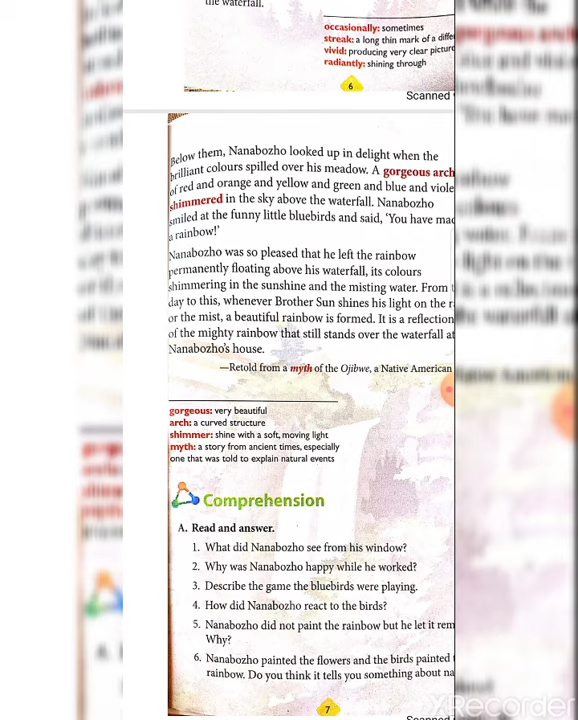 the waterfall.
occasionally: sometimes
streak: a long thin mark of a
vivid: producing very clear
radiantly: shining through
6
Scanned
Below them, Nanabozho looked up in delight when the
brilliant colours spilled over his meadow. A gorgeous arch
of red and orange and yellow and green and blue and
shimmered in the sky above the waterfall. Nanabozho
smiled at the funny little bluebirds and said, ‘You have
a rainbow!’
Nanabozho was so pleased that he left the rainbow
permanently floating above his waterfall, its colours
shimmering in the sunshine and the misting water. From
day to this, whenever Brother Sun shines his light on the
or the mist, a beautiful rainbow is formed. It is a reflection
of the mighty rainbow that still stands over the waterfall at
Nanabozho’s house.
—Retold from a myth of the Ojibwe, a Native American
gorgeous: very beautiful
arch: a curved structure
shimmer: shine with a soft, moving light
myth: a story from ancient times, especially
one that was told to explain natural events
Comprehension
A. Read and answer.
1. What did Nanabozho see from his window?
2. Why was Nanabozho happy while he worked?
3. Describe the game the bluebirds were playing.
4. How did Nanabozho react to the birds?
5. Nanabozho did not paint the rainbow but he let it
Why?
6. Nanabozho painted the flowers and the birds painted
rainbow. Do you think it tells you something about
7
XRecorder